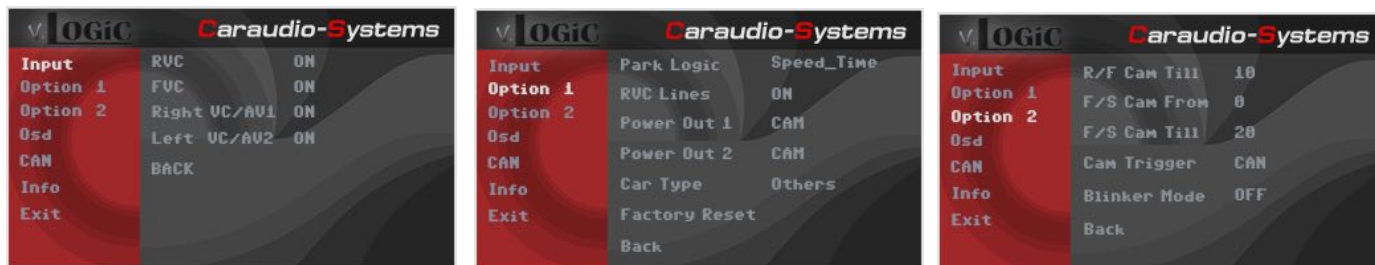 V.LOGiC Caraudio-Systems
Input RVC ON
Option 1 FVC ON
Option 2 Right VC/AV1 ON
Osd Left VC/AV2 ON
CAN BACK
Info
Exit
V.LOGiC Caraudio-Systems
Input Park Logic Speed_Time
Option 1 RVC Lines ON
Option 2 Power Out 1 CAM
Osd Power Out 2 CAM
CAN Car Type Others
Info Factory Reset
Exit Back
V.LOGiC Caraudio-Systems
Input R/F Cam Till 10
Option 1 F/S Cam From 0
Option 2 F/S Cam Till 20
Osd Cam Trigger CAN
CAN Blinker Mode OFF
Info Back
Exit